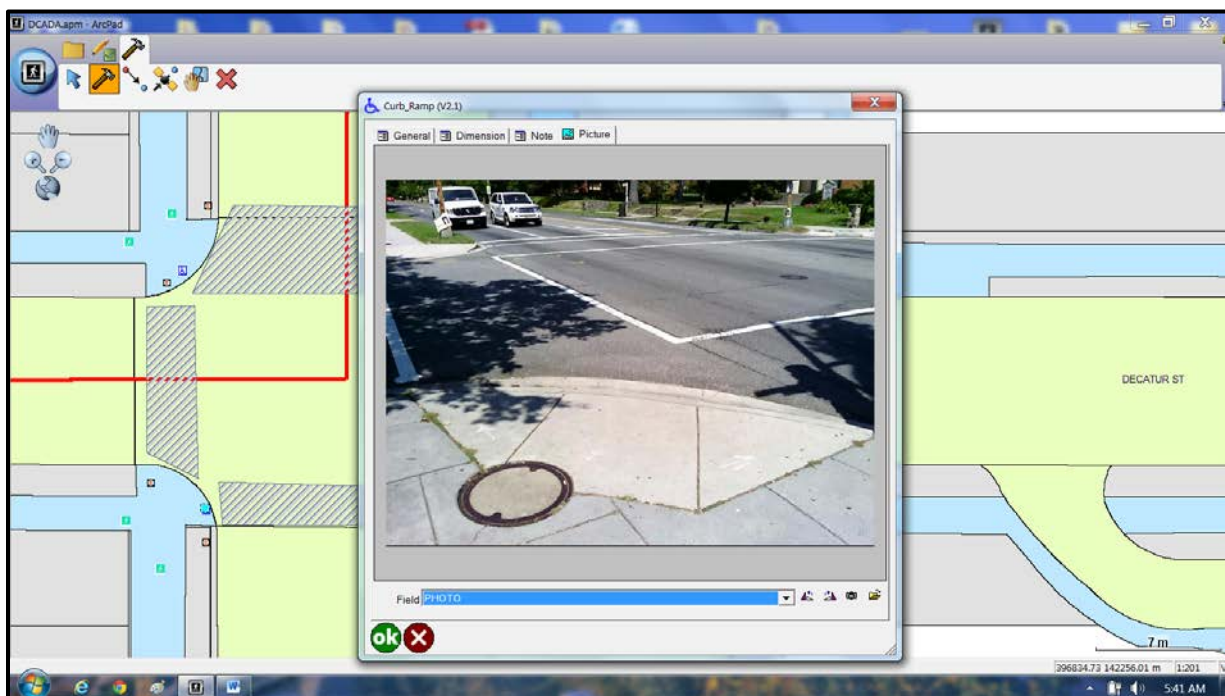 DCADA.apm - ArcPad
Curb_Ramp (V2.1)
General
Dimension
Note
Picture
DECATUR ST
Field
PHOTO
ok
7 m
396834.73 142256.01 m
1:201
5:41 AM